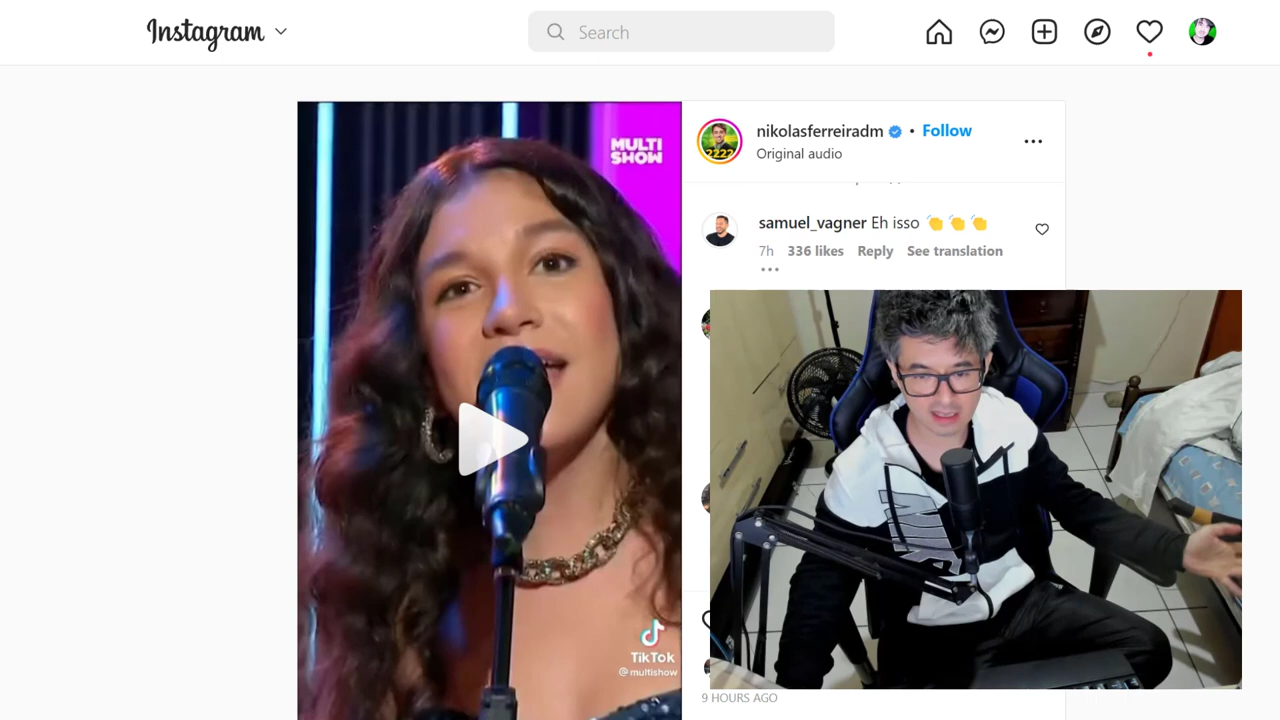 Instagram
Search
MULTI
SHOW
nikolasferreiradm • Follow
2222
Original audio
samuel_vagner Eh isso 👏👏👏
7h 336 likes Reply See translation
TikTok
@multishow
9 HOURS AGO